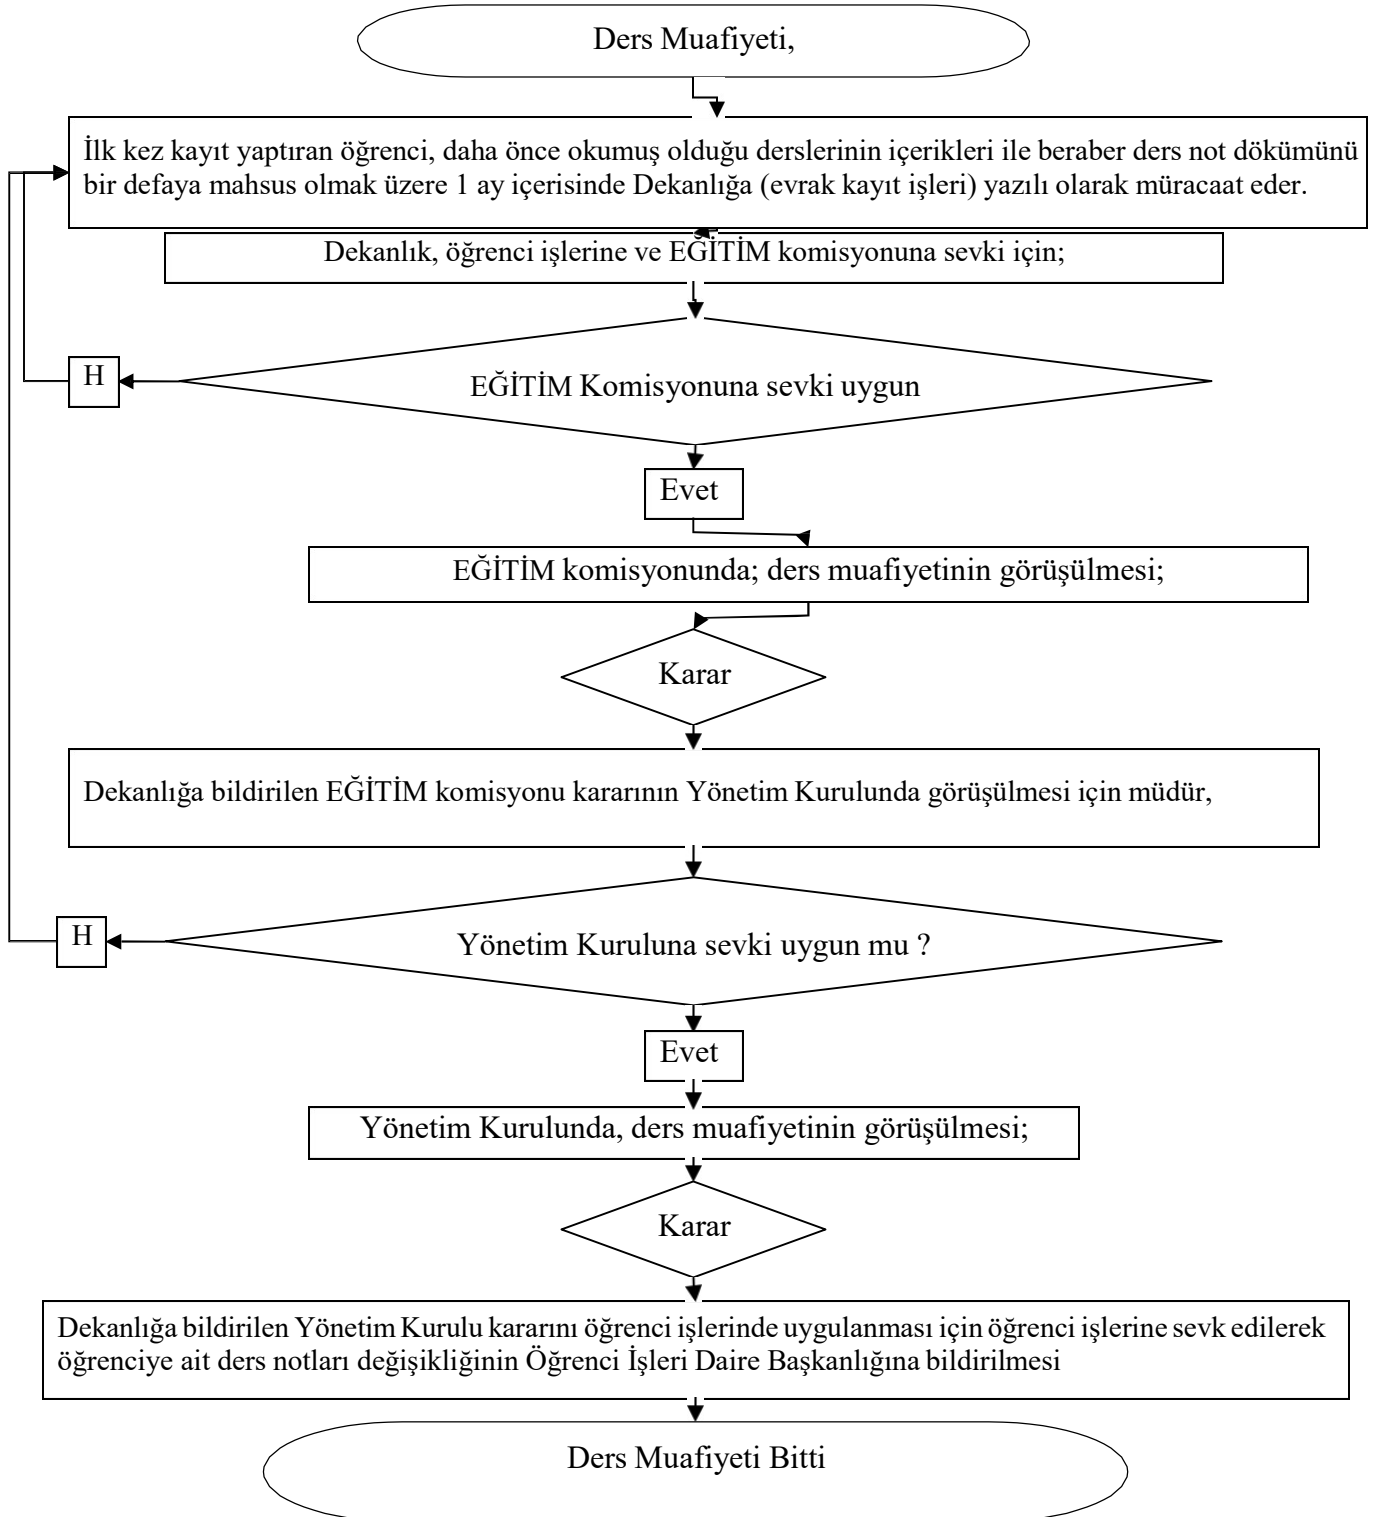 Ders Muafiyeti,
İlk kez kayıt yaptıran öğrenci, daha önce okumuş olduğu derslerinin içerikleri ile beraber ders not dökümünü
bir defaya mahsus olmak üzere 1 ay içerisinde Dekanlığa (evrak kayıt işleri) yazılı olarak müracaat eder.
Dekanlık, öğrenci işlerine ve EĞİTİM komisyonuna sevki için;
H
EĞİTİM Komisyonuna sevki uygun
Evet
EĞİTİM komisyonunda; ders muafiyetinin görüşülmesi;
Karar
Dekanlığa bildirilen EĞİTİM komisyonu kararının Yönetim Kurulunda görüşülmesi için müdür,
H
Yönetim Kuruluna sevki uygun mu ?
Evet
Yönetim Kurulunda, ders muafiyetinin görüşülmesi;
Karar
Dekanlığa bildirilen Yönetim Kurulu kararını öğrenci işlerinde uygulanması için öğrenci işlerine sevk edilerek
öğrenciye ait ders notları değişikliğinin Öğrenci İşleri Daire Başkanlığına bildirilmesi
Ders Muafiyeti Bitti